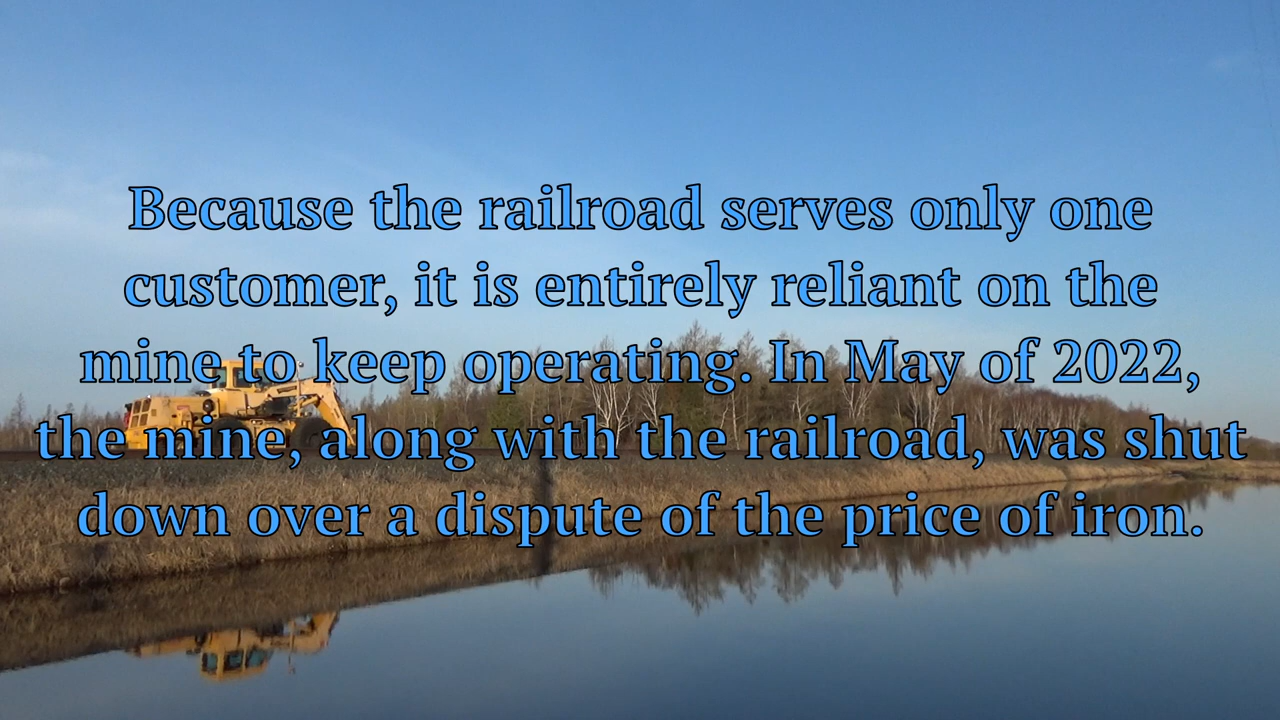 Because the railroad serves only one
customer, it is entirely reliant on the
mine to keep operating. In May of 2022,
the mine, along with the railroad, was shut
down over a dispute of the price of iron.